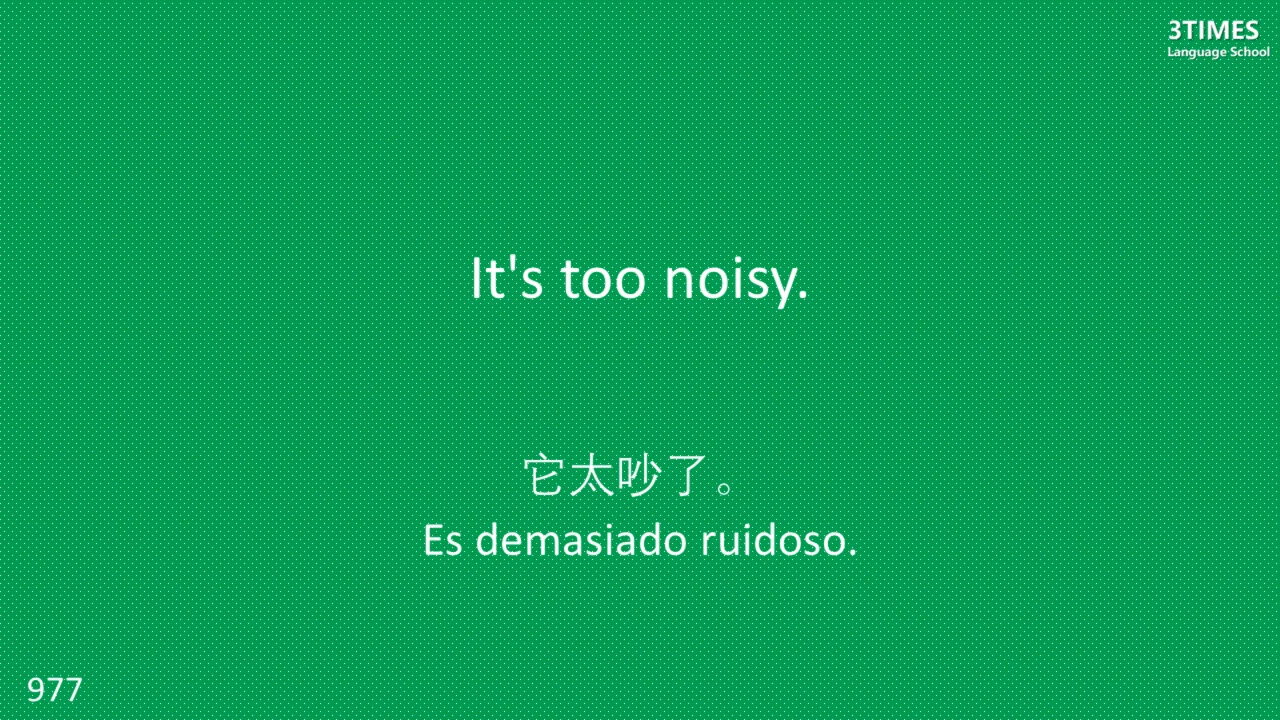 3TIMES
Language School
It's too noisy.
它太吵了。
Es demasiado ruidoso.
977